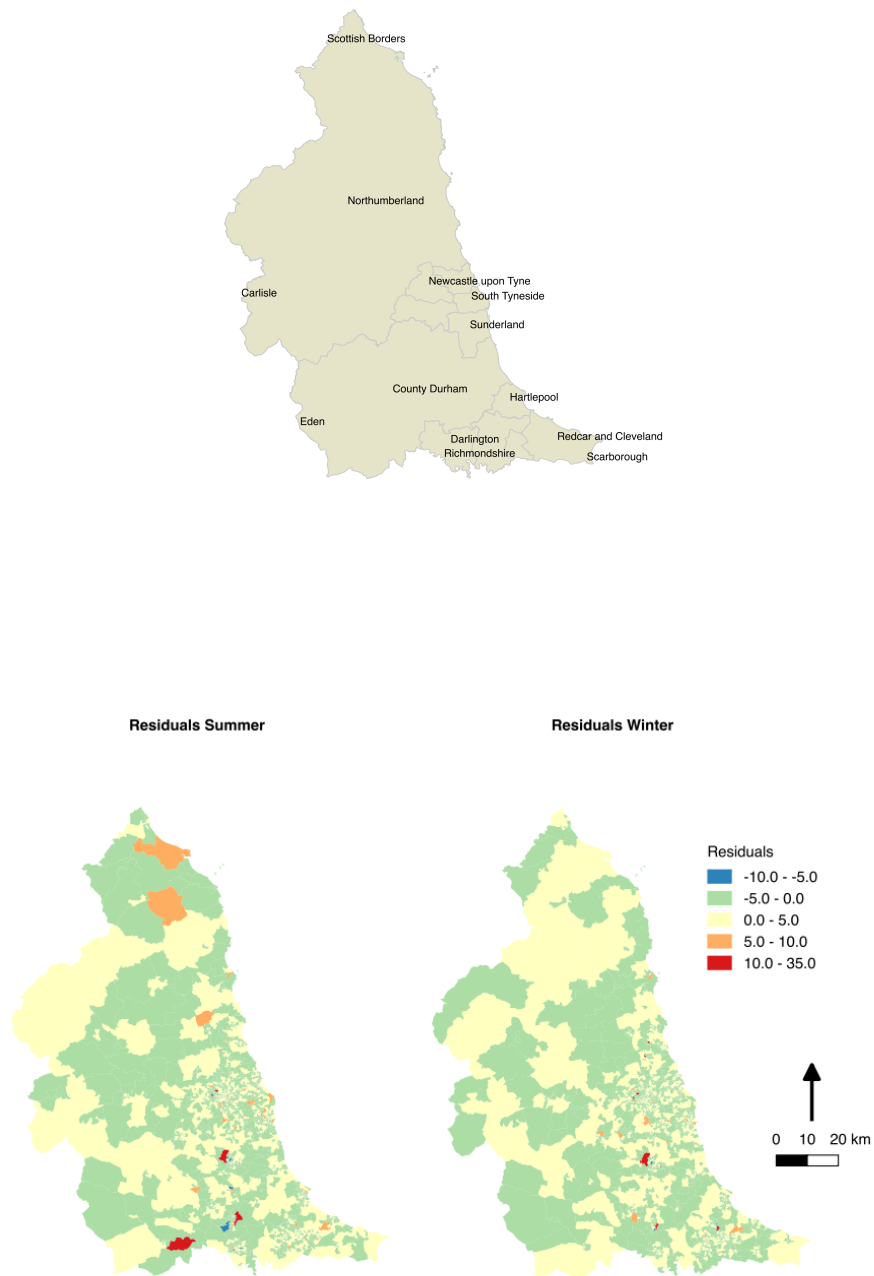 Scottish Borders
Northumberland
Newcastle upon Tyne
Carlisle
South Tyneside
Sunderland
County Durham
Hartlepool
Eden
Darlington
Redcar and Cleveland
Richmondshire
Scarborough
Residuals Summer
Residuals Winter
Residuals
-10.0 - -5.0
-5.0 - 0.0
0.0 - 5.0
5.0 - 10.0
10.0 - 35.0
0 10 20 km